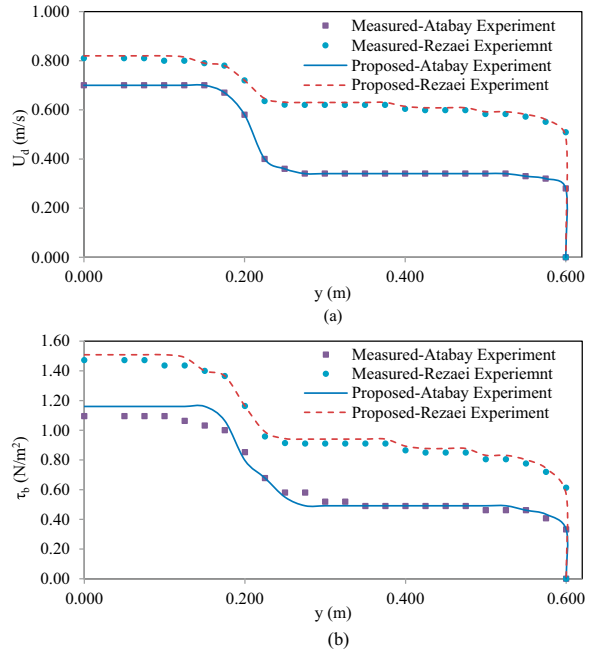 (a)
1.000
0.800
0.600
0.400
0.200
0.000
U_d (m/s)
Measured-Atabay Experiment
Measured-Rezaei Experiemnt
Proposed-Atabay Experiment
Proposed-Rezaei Experiment
0.000 0.200 0.400 0.600
y (m)
(a)
1.60
1.40
1.20
1.00
0.80
0.60
0.40
0.20
0.00
τ_b (N/m²)
Measured-Atabay Experiment
Measured-Rezaei Experiemnt
Proposed-Atabay Experiment
Proposed-Rezaei Experiment
0.000 0.200 0.400 0.600
y (m)
(b)